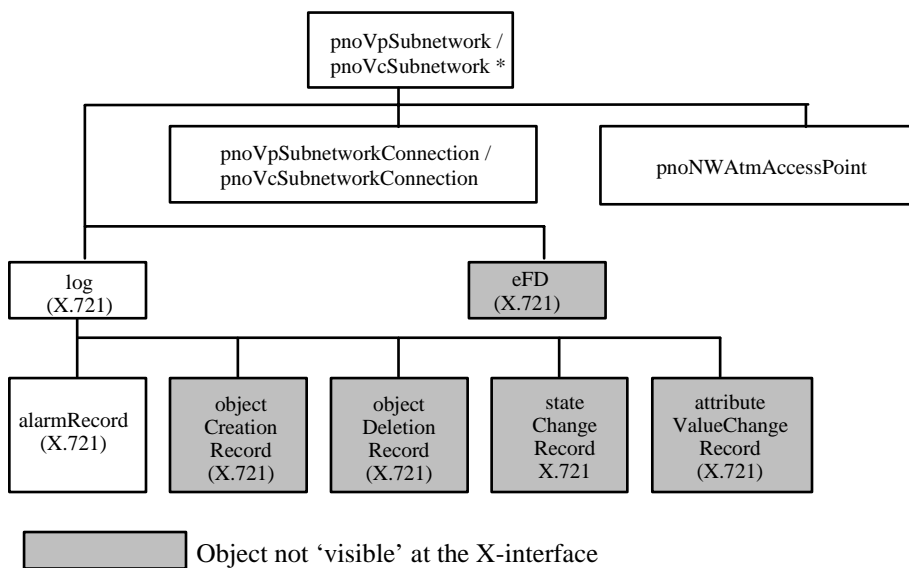 pnoVpSubnetwork /
pnoVcSubnetwork *
pnoVpSubnetworkConnection /
pnoVcSubnetworkConnection
pnoNWAtmAccessPoint
log
(X.721)
eFD
(X.721)
alarmRecord
(X.721)
object
Creation
Record
(X.721)
object
Deletion
Record
(X.721)
state
Change
Record
X.721
attribute
ValueChange
Record
(X.721)
Object not ‘visible’ at the X-interface